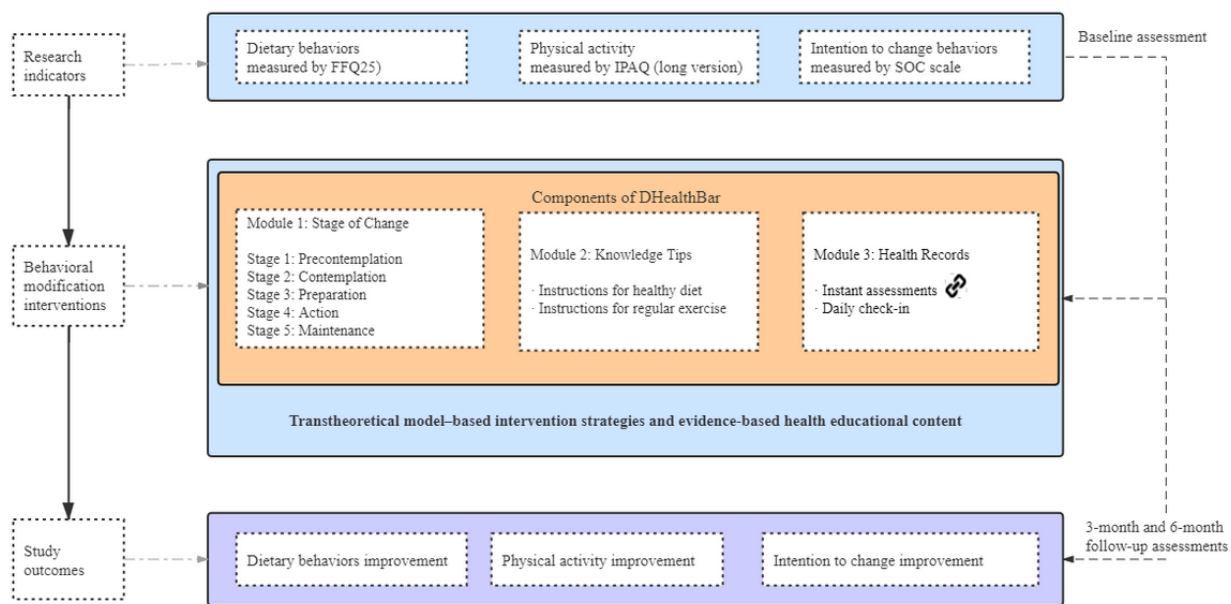 Research
indicators
Dietary behaviors
measured by FFQ25)
Physical activity
measured by IPAQ (long version)
Intention to change behaviors
measured by SOC scale
Baseline assessment
Behavioral
modification
interventions
Components of DHealthBar
Module 1: Stage of Change
Stage 1: Precontemplation
Stage 2: Contemplation
Stage 3: Preparation
Stage 4: Action
Stage 5: Maintenance
Module 2: Knowledge Tips
· Instructions for healthy diet
· Instructions for regular exercise
Module 3: Health Records
· Instant assessments
· Daily check-in
Transtheoretical model–based intervention strategies and evidence-based health educational content
Study
outcomes
Dietary behaviors improvement
Physical activity improvement
Intention to change improvement
3-month and 6-month
follow-up assessments